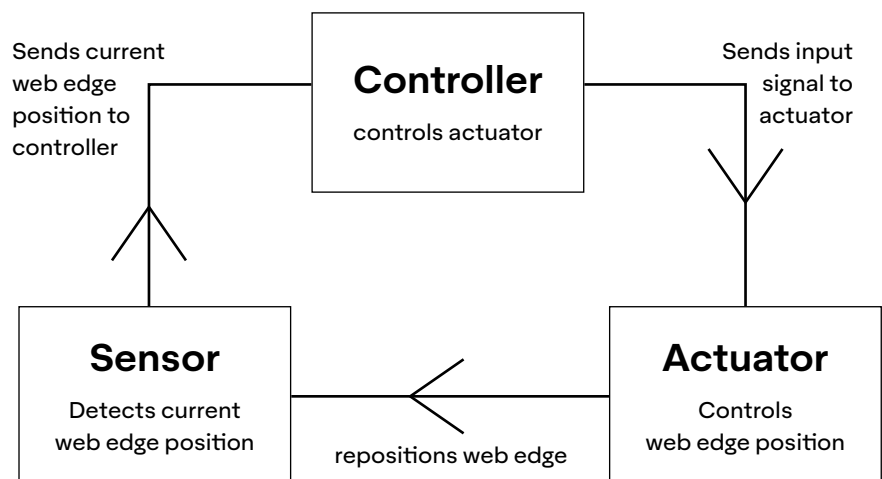 Sends current
web edge
position to
controller
Controller
controls actuator
Sends input
signal to
actuator
Sensor
Detects current
web edge position
repositions web edge
Actuator
Controls
web edge position